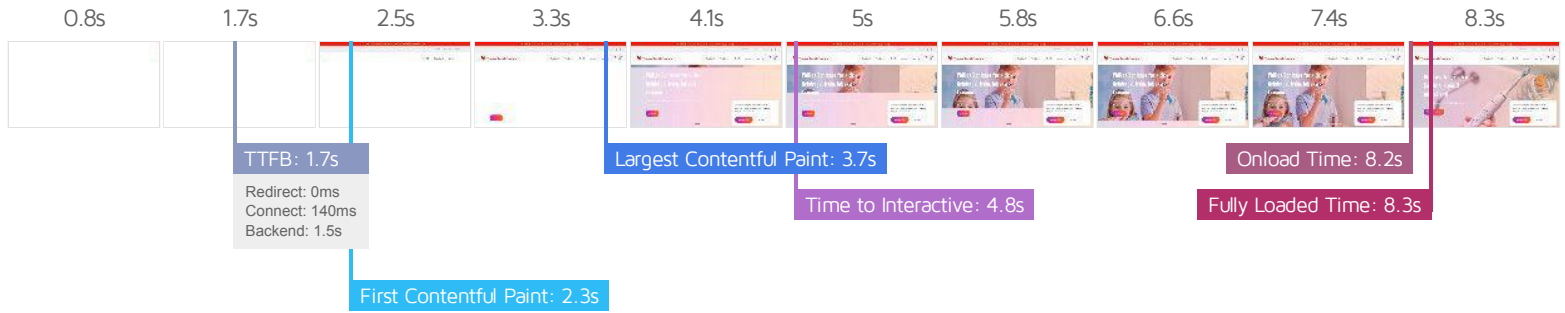 0.8s 1.7s 2.5s 3.3s 4.1s 5s 5.8s 6.6s 7.4s 8.3s
TTFB: 1.7s
Redirect: 0ms
Connect: 140ms
Backend: 1.5s
Largest Contentful Paint: 3.7s
Onload Time: 8.2s
Time to Interactive: 4.8s
Fully Loaded Time: 8.3s
First Contentful Paint: 2.3s